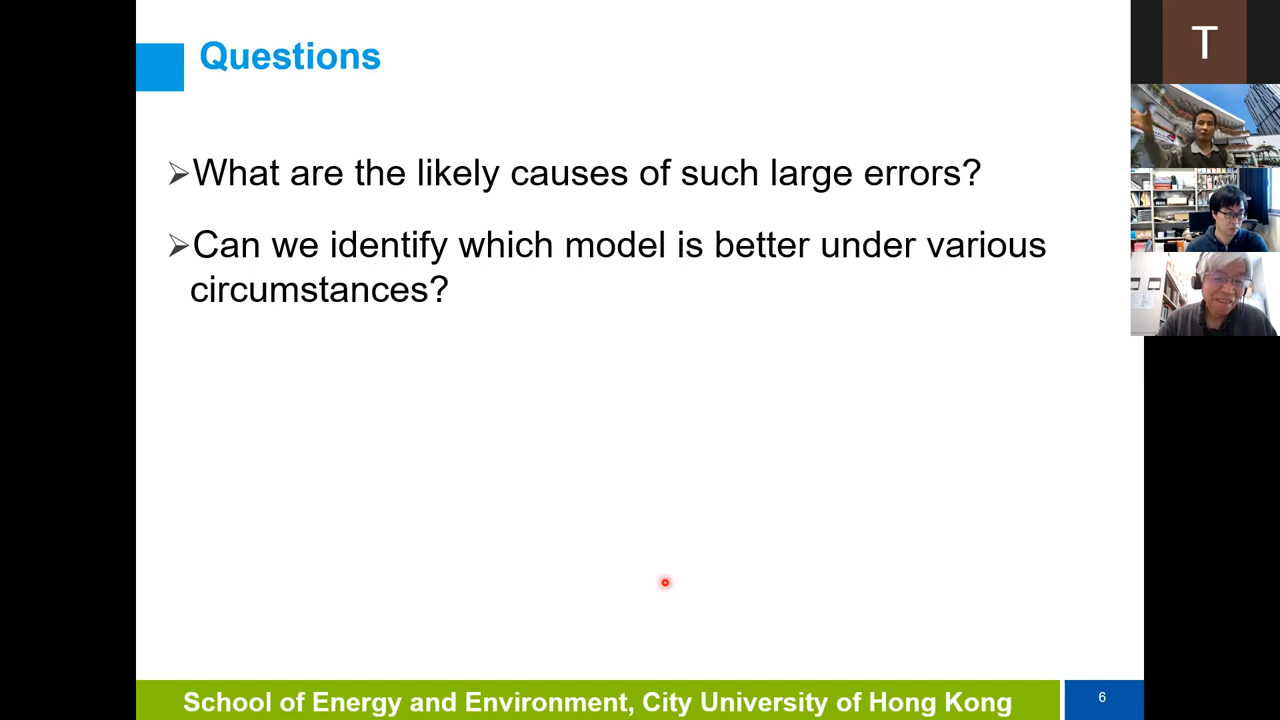 Questions
➢What are the likely causes of such large errors?
➢Can we identify which model is better under various
circumstances?
School of Energy and Environment, City University of Hong Kong
6
T